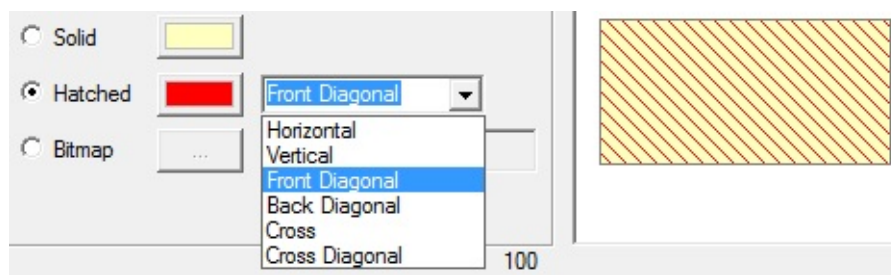 Solid
Hatched
Front Diagonal
Horizontal
Bitmap
...
Vertical
Front Diagonal
Back Diagonal
Cross
Cross Diagonal
100